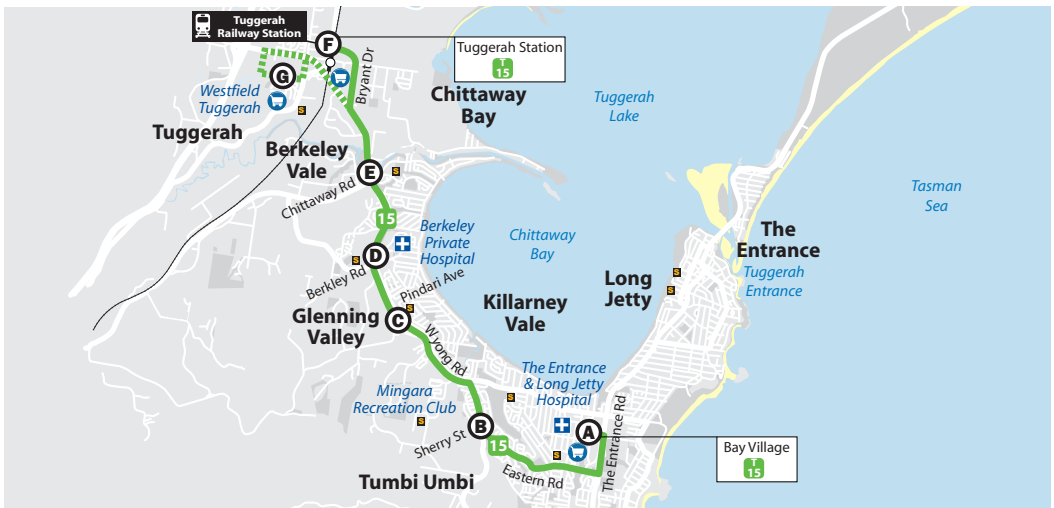 Tuggerah
Railway Station
F
Tuggerah Station
T
15
G
Bryant Dr
Westfield
Tuggerah
S
Chittaway
Bay
Tuggerah
Lake
Tuggerah
Berkeley
Vale
E
S
Chittaway Rd
Tasman
Sea
15
Berkeley
Private
Hospital
Chittaway
Bay
The
Entrance
D
S
Berkley Rd
Pindari Ave
Long
Jetty
S
S
Tuggerah
Entrance
Glenning
Valley
C
S
Killarney
Vale
Wyong Rd
The Entrance
& Long Jetty
Hospital
Mingara
Recreation Club
S
S
The Entrance Rd
Sherry St
B
15
A
S
Bay Village
T
15
Eastern Rd
Tumbi Umbi